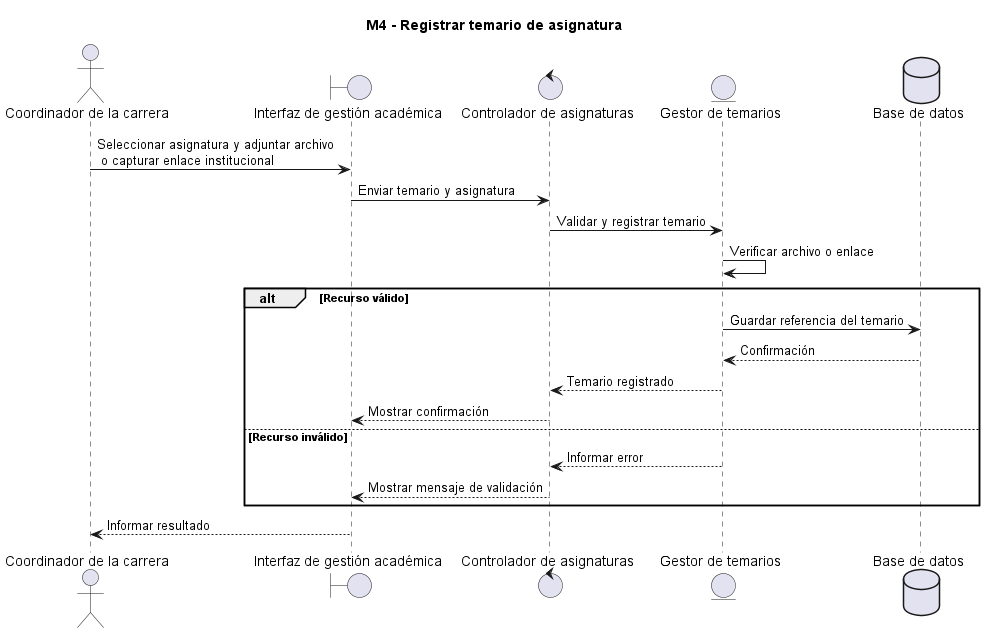 M4 - Registrar temario de asignatura
Coordinador de la carrera
Interfaz de gestión académica
Controlador de asignaturas
Gestor de temarios
Base de datos
Seleccionar asignatura y adjuntar archivo
o capturar enlace institucional
Enviar temario y asignatura
Validar y registrar temario
Verificar archivo o enlace
alt
[Recurso válido]
Guardar referencia del temario
Confirmación
Temario registrado
Mostrar confirmación
[Recurso inválido]
Informar error
Mostrar mensaje de validación
Informar resultado
Coordinador de la carrera
Interfaz de gestión académica
Controlador de asignaturas
Gestor de temarios
Base de datos